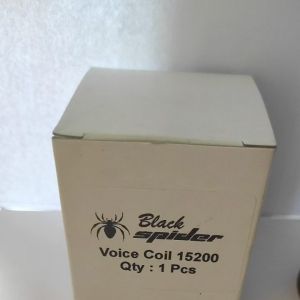 Black
spider
Voice Coil 15200
Qty : 1 Pcs